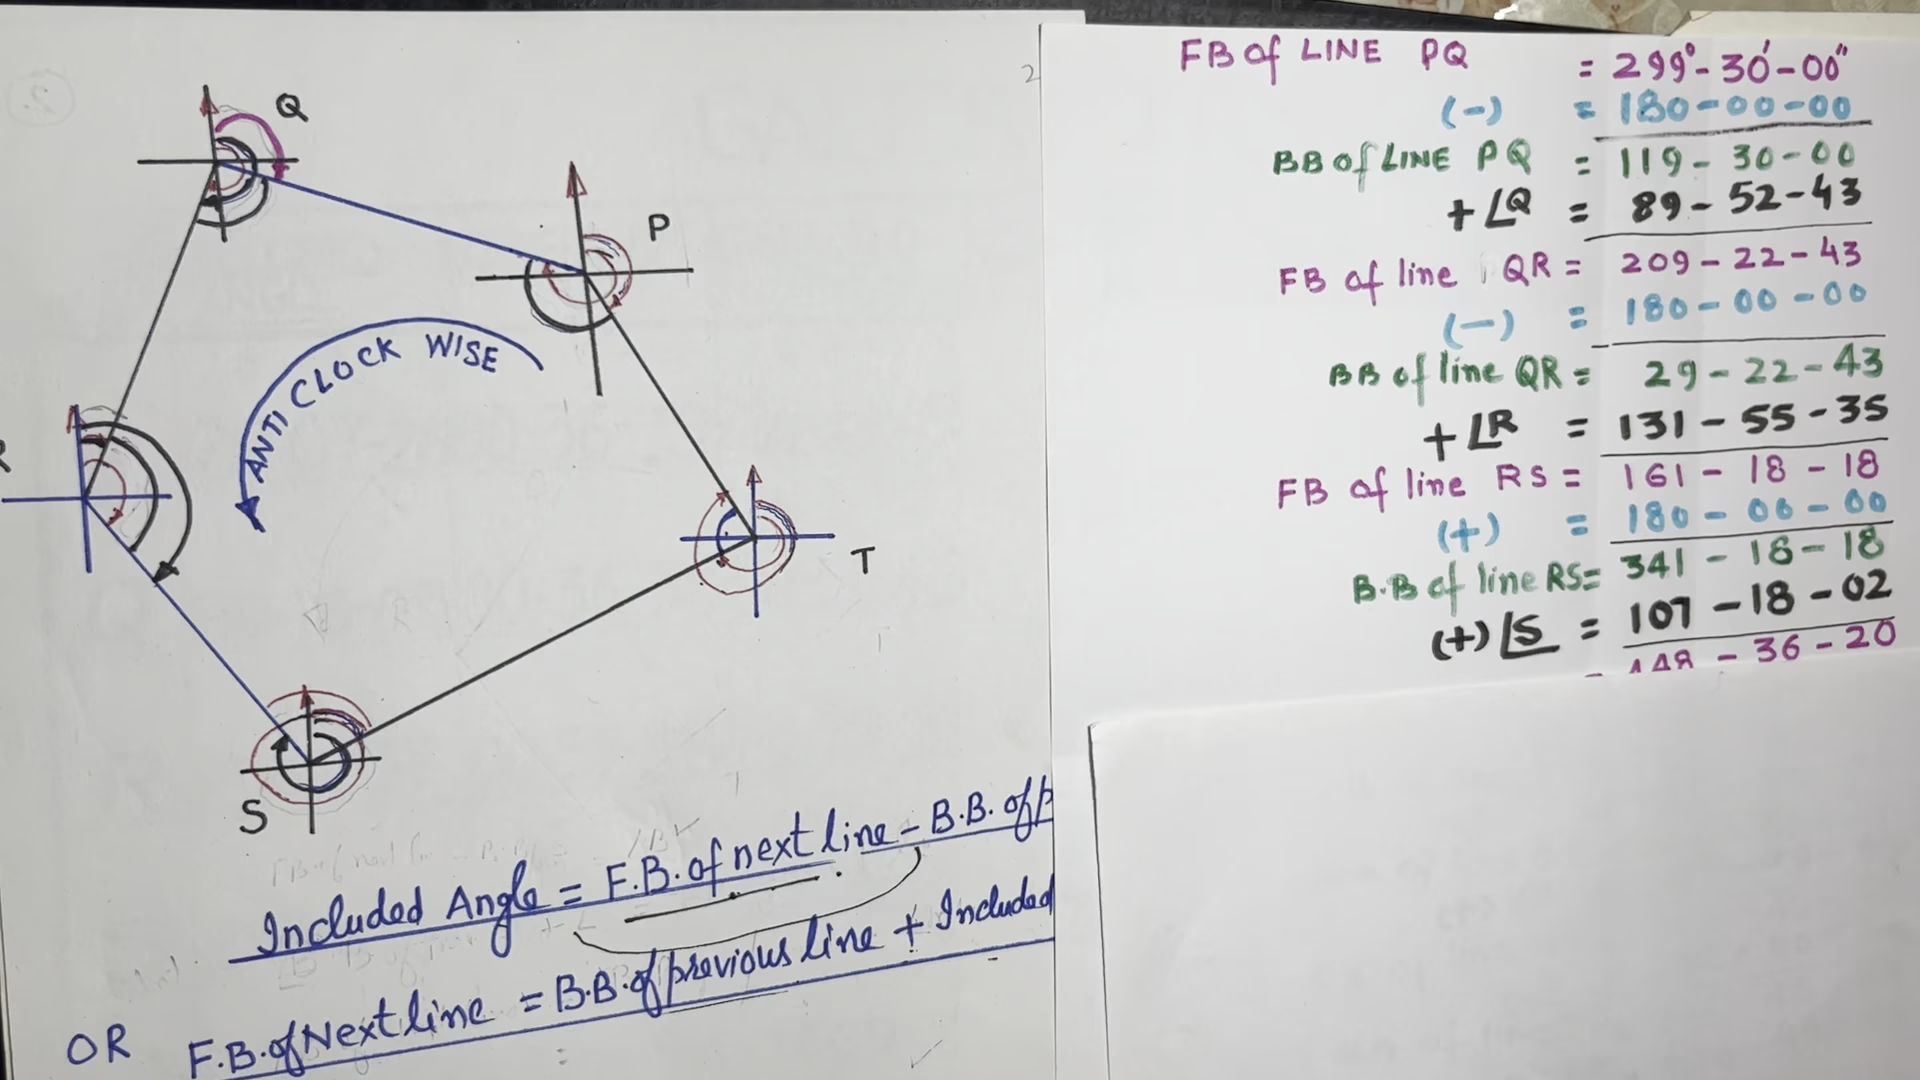 Q
P
ANTI CLOCK WISE
T
S
Included Angle = F.B. of next line - B.B. of p
OR F.B. of Next line = B.B. of previous line + Included
2
FB of LINE PQ = 299°-30'-00"
(-) = 180-00-00
BB of LINE PQ = 119-30-00
+∠Q = 89-52-43
FB of line QR = 209-22-43
(-) = 180-00-00
BB of line QR = 29-22-43
+∠R = 131-55-35
FB of line RS = 161-18-18
(+) = 180-00-00
B.B of line RS = 341-18-18
(+)∠S = 107-18-02
= 448-36-20